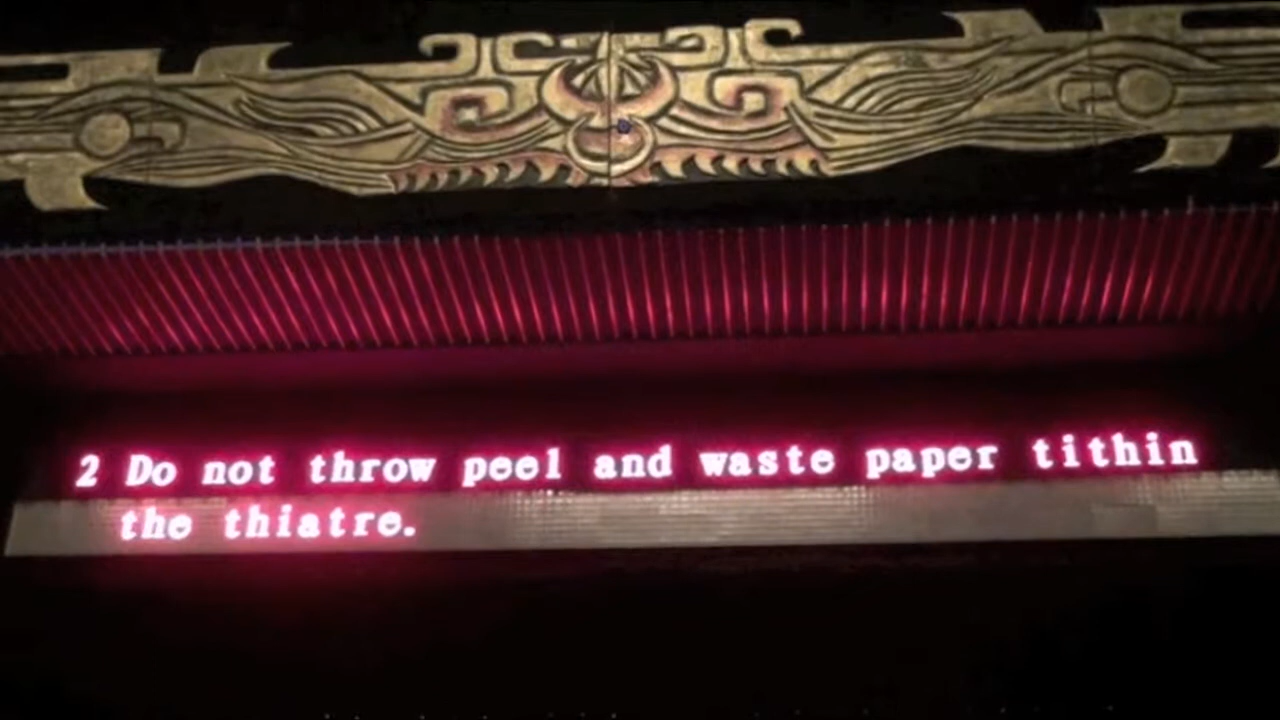 2 Do not throw peel and waste paper tithin
the thiatre.